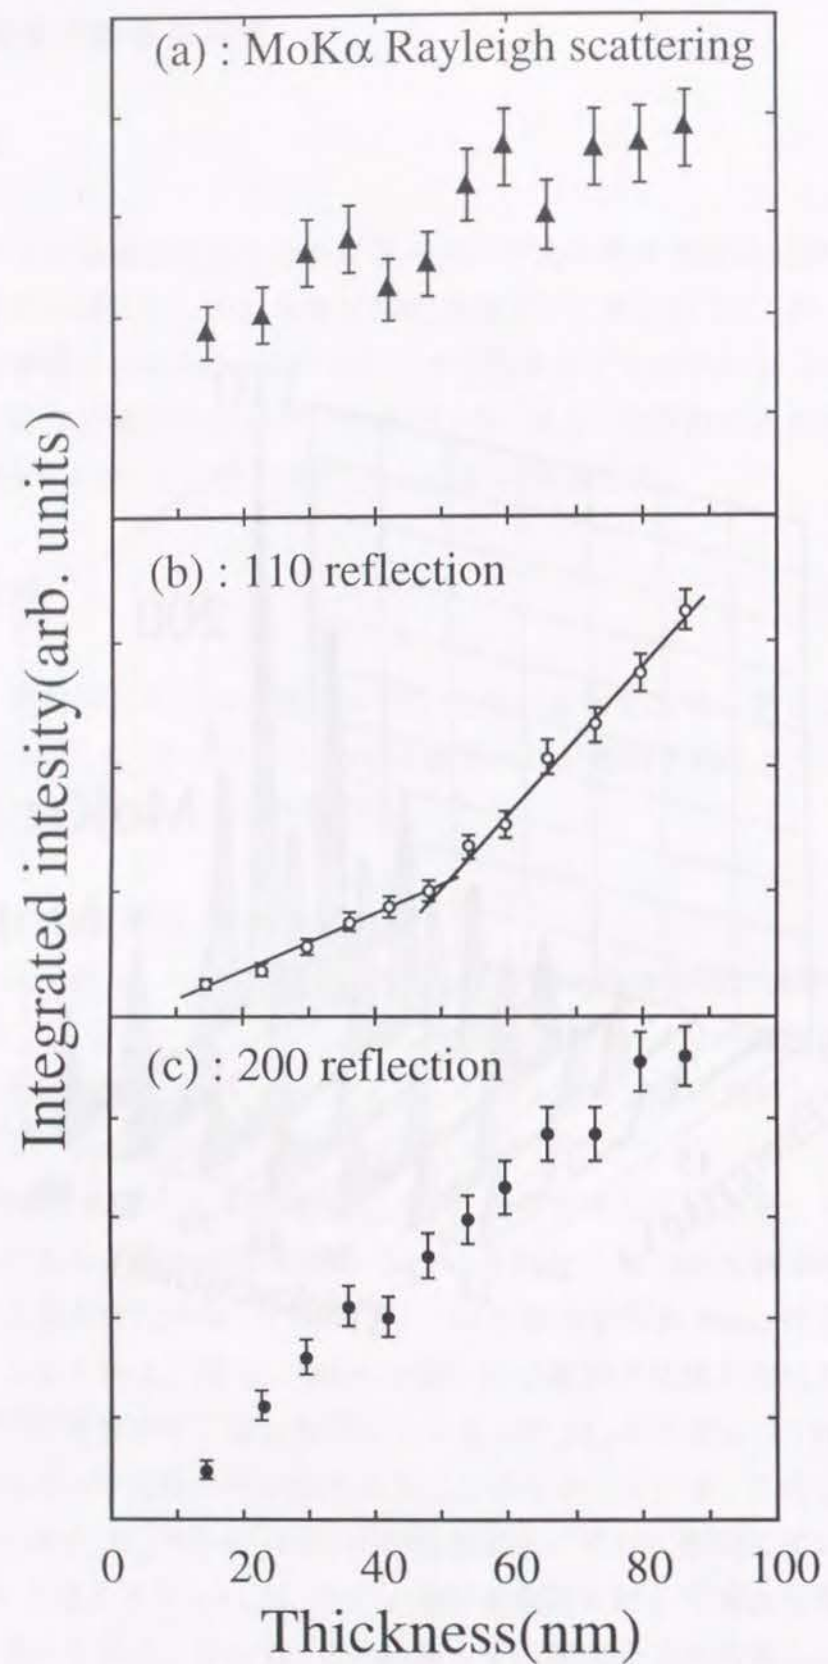 (a) : MoKα Rayleigh scattering
(b) : 110 reflection
(c) : 200 reflection
Integrated intesity(arb. units)
0 20 40 60 80 100
Thickness(nm)